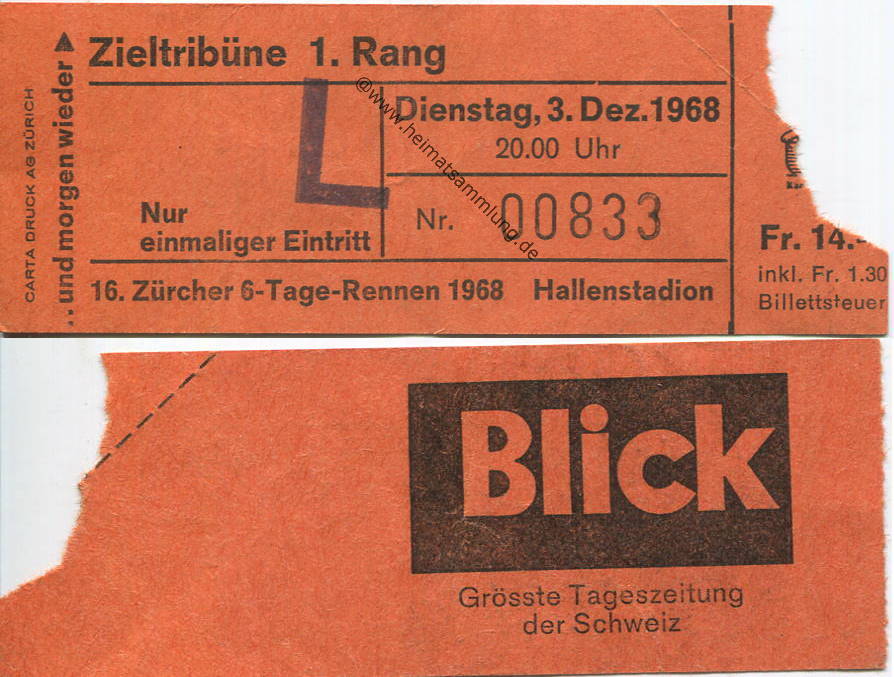 Zieltribüne 1. Rang
CARTA DRUCK AG ZÜRICH
... und morgen wieder
L
Dienstag, 3. Dez. 1968
20.00 Uhr
Nur
einmaliger Eintritt
Nr. 00833
Fr. 14.-
inkl. Fr. 1.30
Billettsteuer
16. Zürcher 6-Tage-Rennen 1968 Hallenstadion
@www.heimatsammlung.de
Blick
Grösste Tageszeitung
der Schweiz